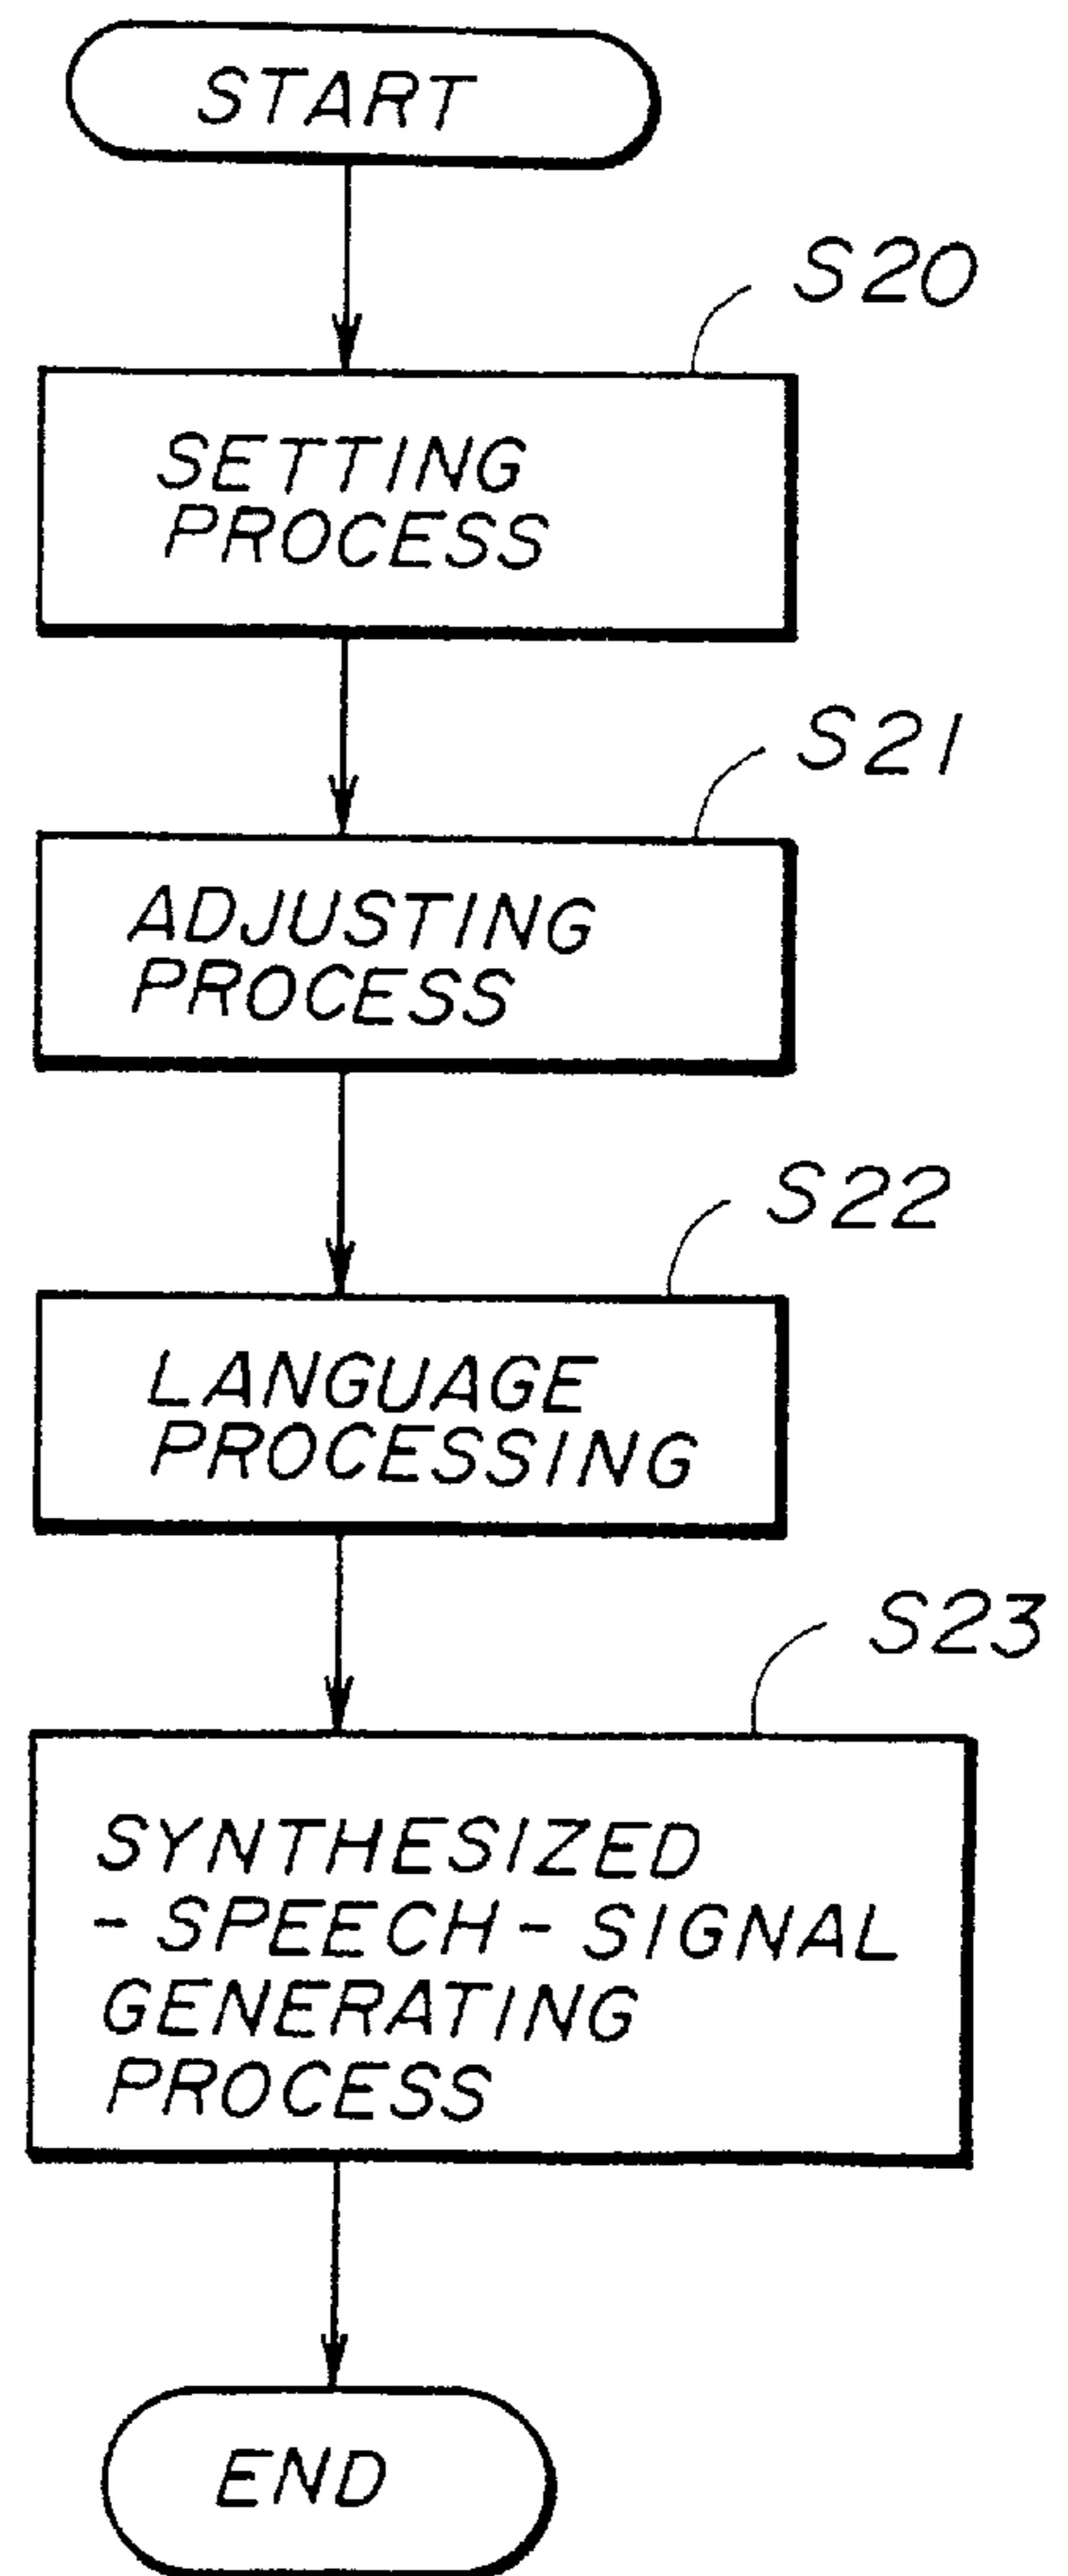 START
S20
SETTING
PROCESS
S21
ADJUSTING
PROCESS
S22
LANGUAGE
PROCESSING
S23
SYNTHESIZED
-SPEECH-SIGNAL
GENERATING
PROCESS
END